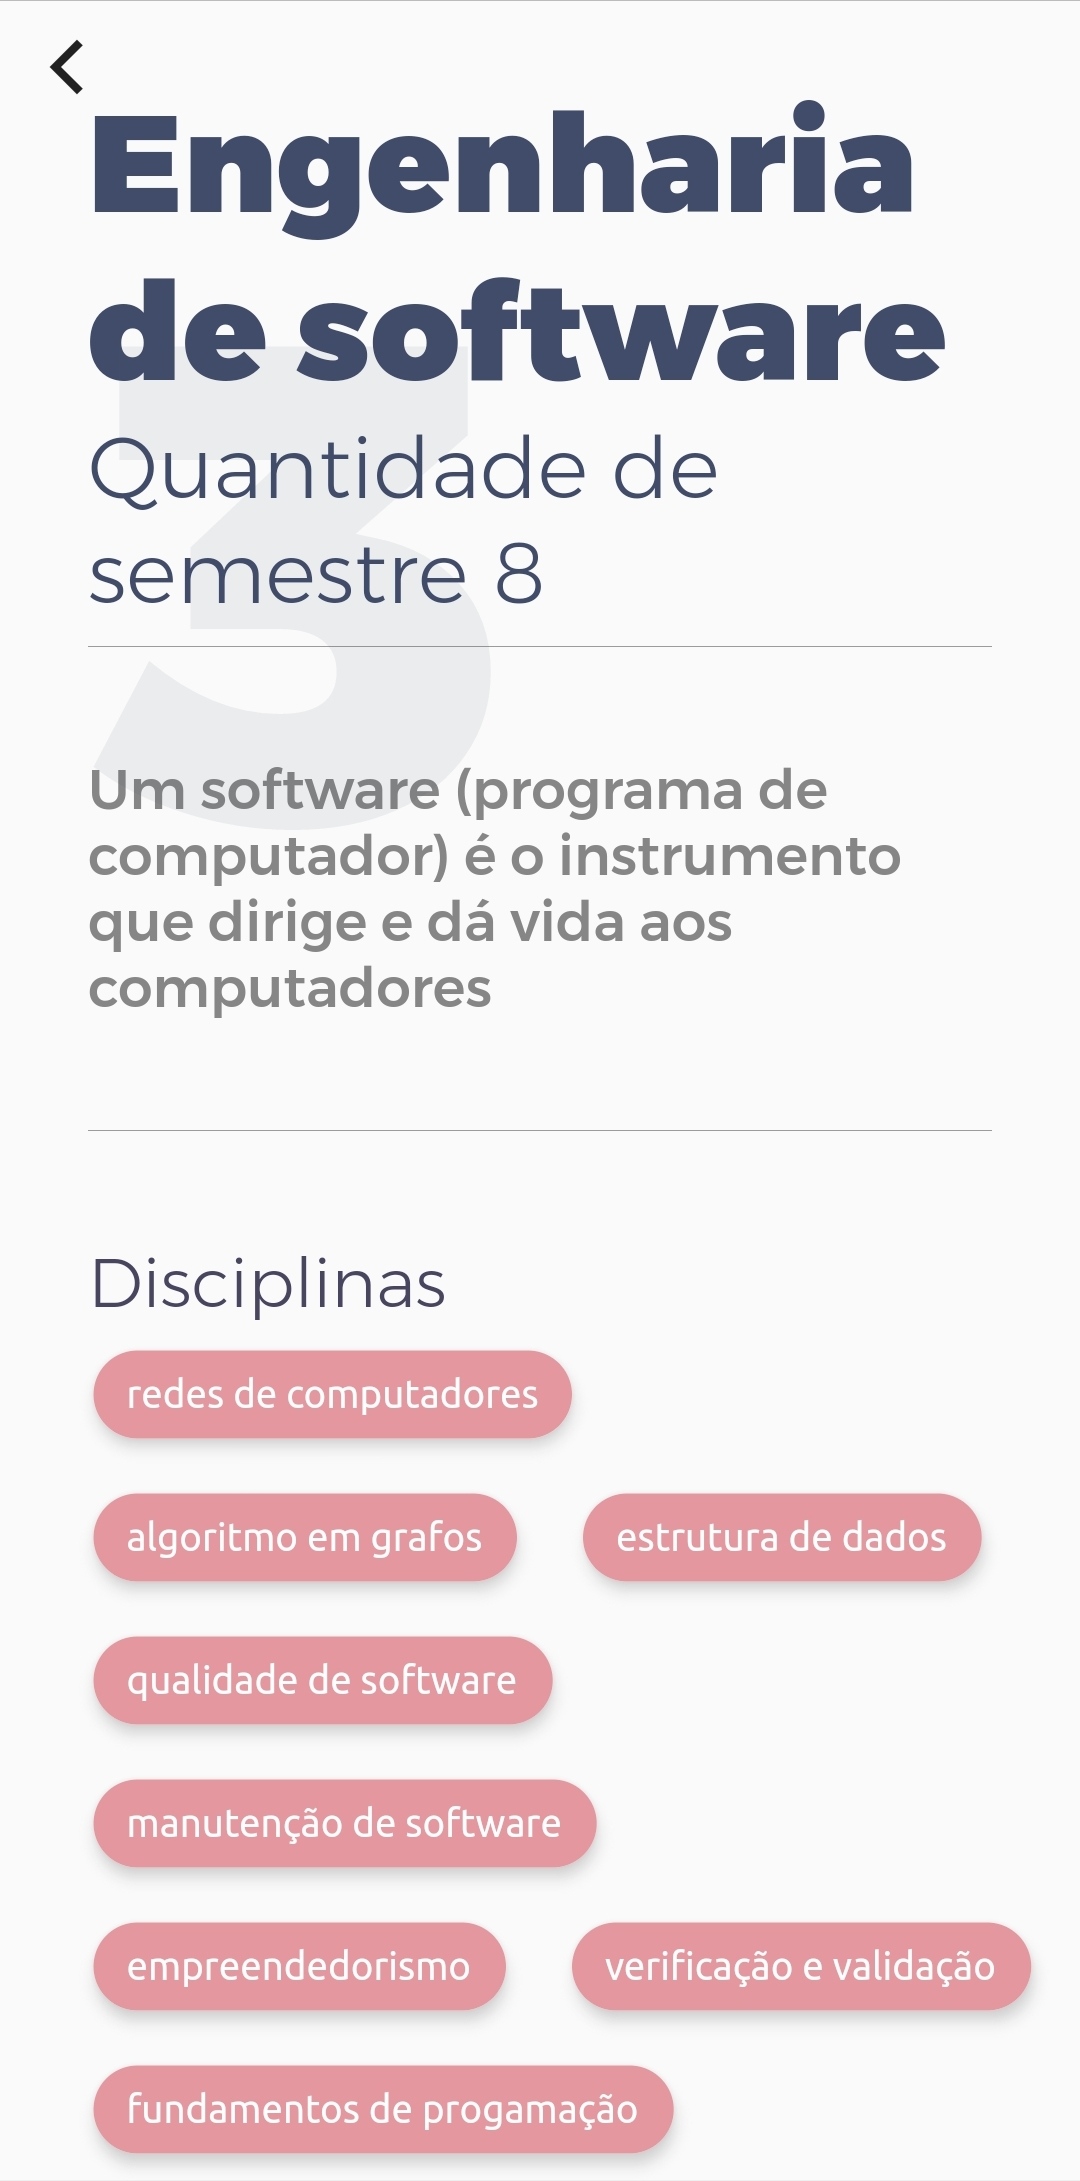 Engenharia
de software
3
Quantidade de
semestre 8
Um software (programa de
computador) é o instrumento
que dirige e dá vida aos
computadores
Disciplinas
redes de computadores
algoritmo em grafos estrutura de dados
qualidade de software
manutenção de software
empreendedorismo verificação e validação
fundamentos de progamação